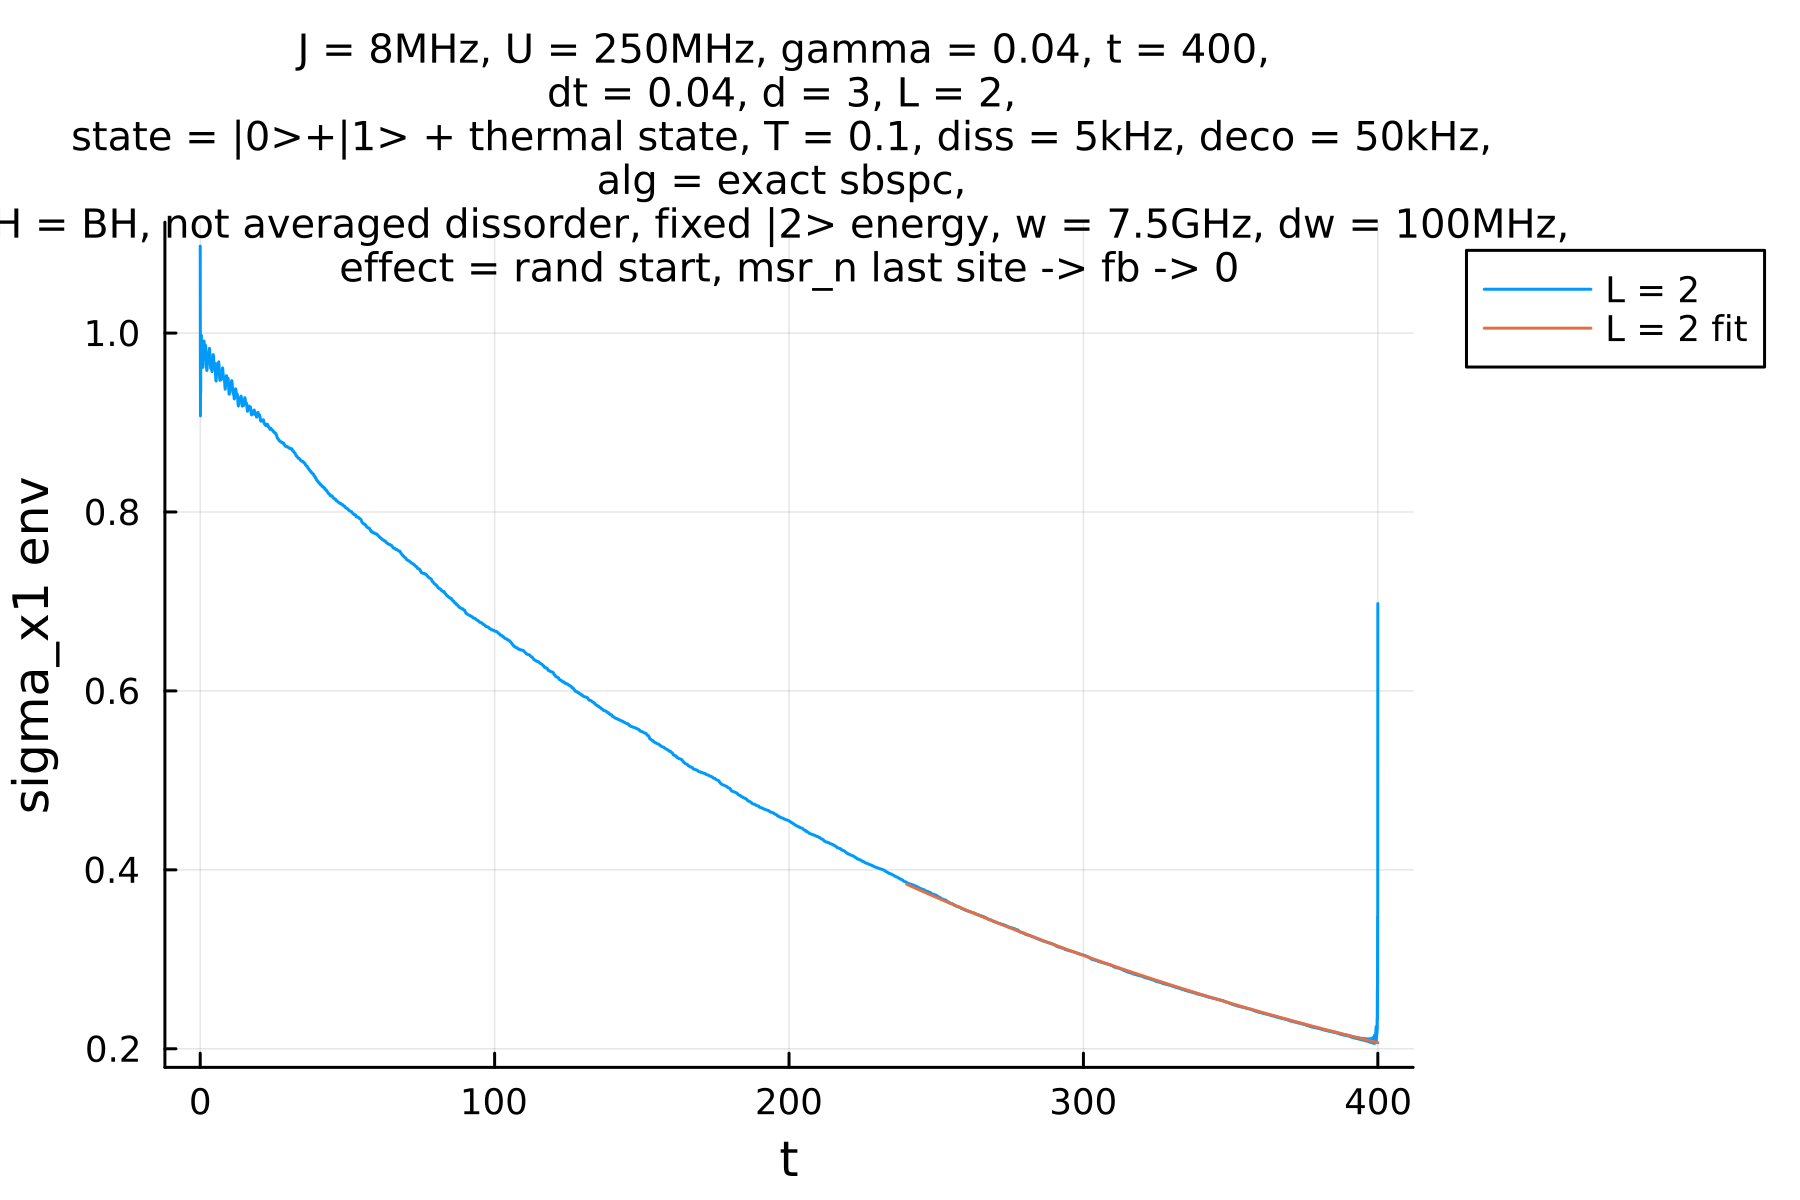 J = 8MHz, U = 250MHz, gamma = 0.04, t = 400,
dt = 0.04, d = 3, L = 2,
state = |0>+|1> + thermal state, T = 0.1, diss = 5kHz, deco = 50kHz,
alg = exact sbspc,
H = BH, not averaged dissorder, fixed |2> energy, w = 7.5GHz, dw = 100MHz,
effect = rand start, msr_n last site -> fb -> 0
L = 2
L = 2 fit
1.0
0.8
0.6
0.4
0.2
sigma_x1 env
0
100
200
300
400
t